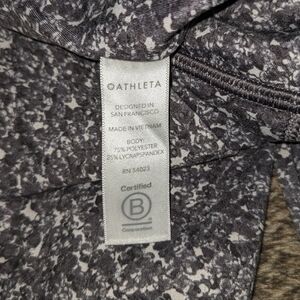 ATHLETA
DESIGNED IN
SAN FRANCISCO
MADE IN VIETNAM
BODY:
75% POLYESTER
25% LYCRA®SPANDEX
RN 54023
Certified
B
Corporation